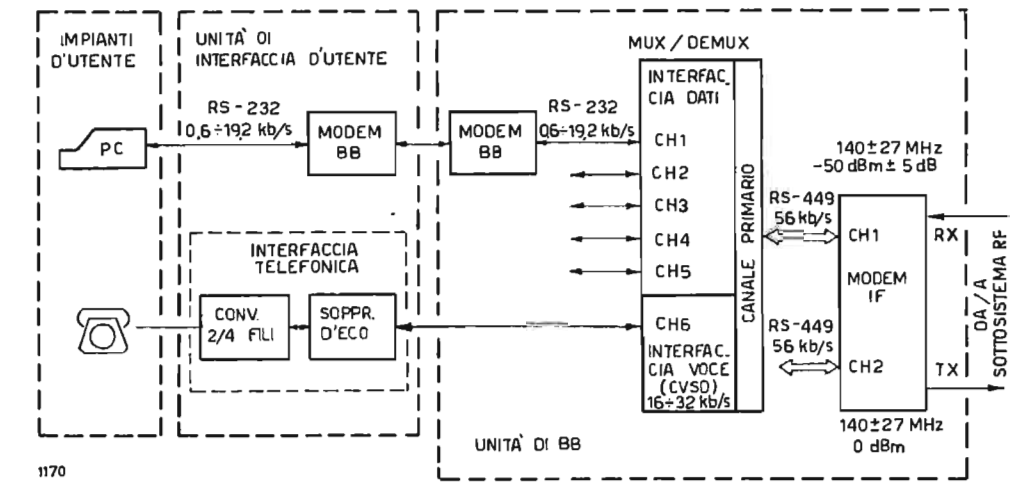 IMPIANTI
D'UTENTE
PC
UNITÀ DI
INTERFACCIA D'UTENTE
RS-232
0,6÷19,2 kb/s
MODEM
BB
INTERFACCIA
TELEFONICA
CONV.
2/4 FILI
SOPPR.
D'ECO
MODEM
BB
RS-232
0,6÷19,2 kb/s
MUX/DEMUX
INTERFAC_
CIA DATI
CH1
CH2
CH3
CH4
CH5
CH6
INTERFAC_
CIA VOCE
(CVSD)
16÷32 kb/s
CANALE PRIMARIO
RS-449
56 kb/s
RS-449
56 kb/s
140±27 MHz
-50 dBm ± 5 dB
CH1
MODEM
IF
CH2
RX
TX
140±27 MHz
0 dBm
DA/A
SOTTOSISTEMA RF
UNITÀ DI BB
1170